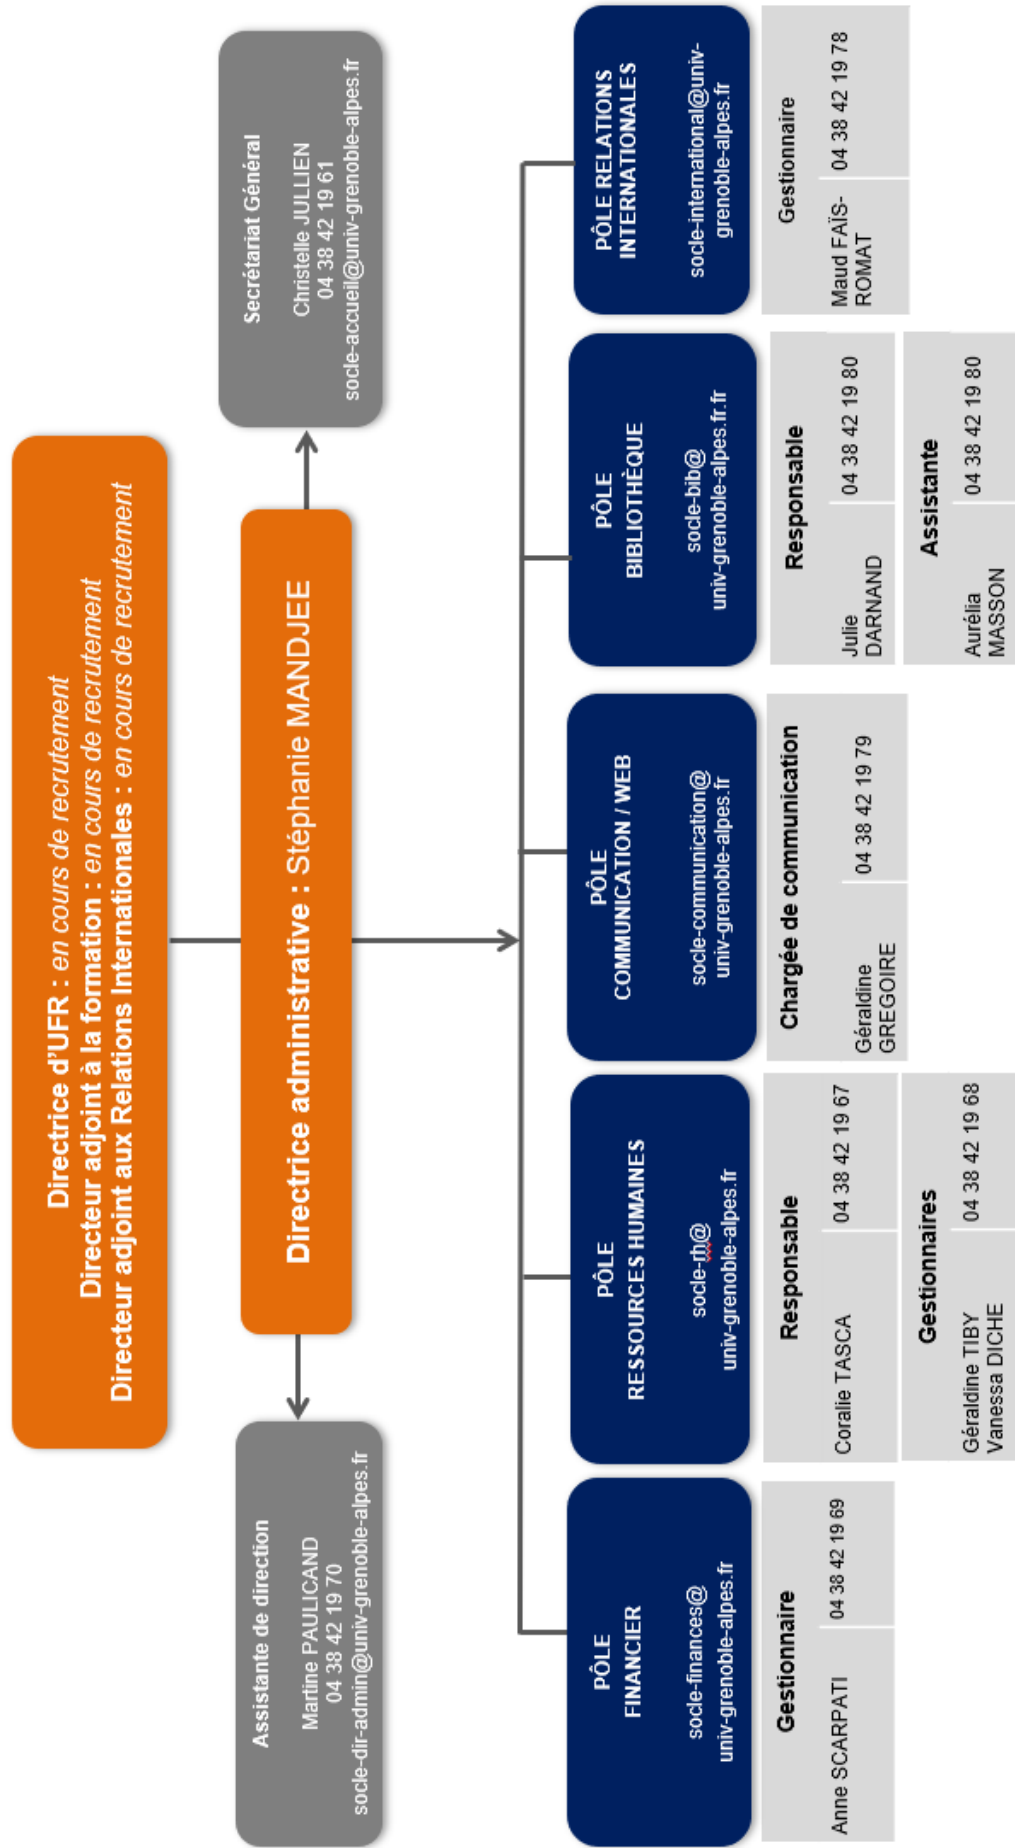 Directrice d'UFR : en cours de recrutement
Directeur adjoint à la formation : en cours de recrutement
Directeur adjoint aux Relations Internationales : en cours de recrutement
Directrice administrative : Stéphanie MANDJEE
Assistante de direction
Martine PAULICAND
04 38 42 19 70
socle-dir-admin@univ-grenoble-alpes.fr
Secrétariat Général
Christelle JULLIEN
04 38 42 19 61
socle-accueil@univ-grenoble-alpes.fr
PÔLE
FINANCIER
socle-finances@
univ-grenoble-alpes.fr
Gestionnaire
Anne SCARPATI
04 38 42 19 69
PÔLE
RESSOURCES HUMAINES
socle-rh@
univ-grenoble-alpes.fr
Responsable
Coralie TASCA
04 38 42 19 67
Gestionnaires
Géraldine TIBY
Vanessa DICHE
04 38 42 19 68
PÔLE
COMMUNICATION / WEB
socle-communication@
univ-grenoble-alpes.fr
Chargée de communication
Géraldine
GREGOIRE
04 38 42 19 79
PÔLE
BIBLIOTHÈQUE
socle-bib@
univ-grenoble-alpes.fr.fr
Responsable
Julie
DARNAND
04 38 42 19 80
Assistante
Aurélia
MASSON
04 38 42 19 80
PÔLE RELATIONS
INTERNATIONALES
socle-international@univ-
grenoble-alpes.fr
Gestionnaire
Maud FAÏS-
ROMAT
04 38 42 19 78